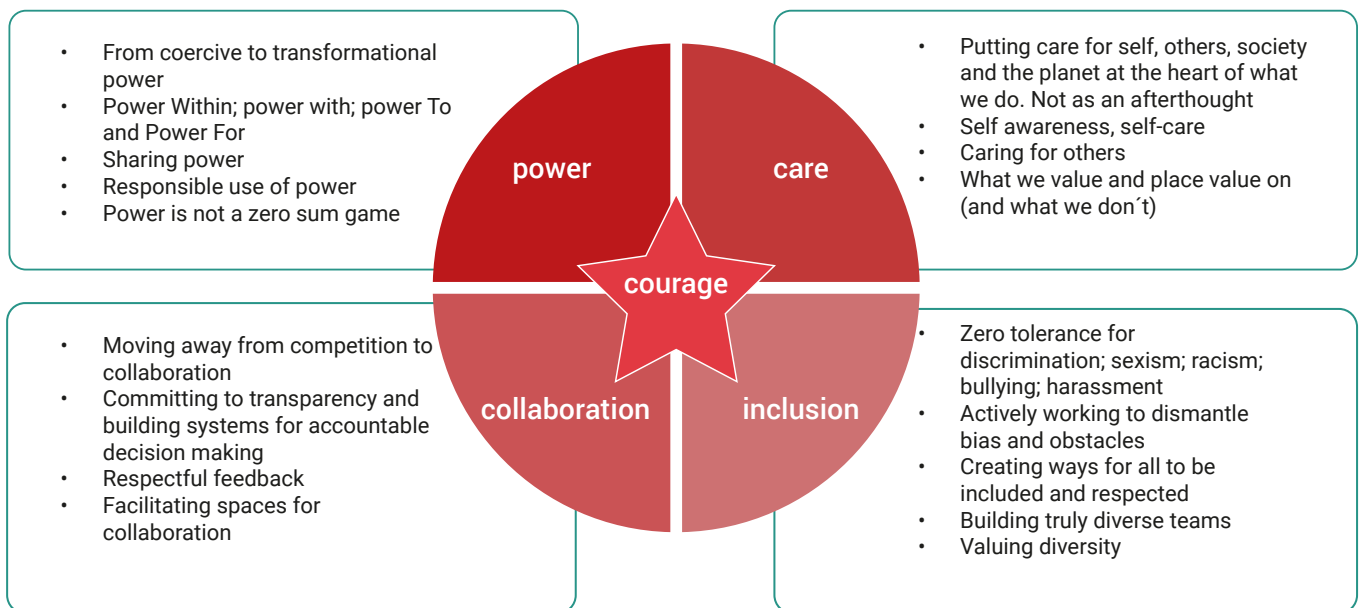 • From coercive to transformational
power
• Power Within; power with; power To
and Power For
• Sharing power
• Responsible use of power
• Power is not a zero sum game
power
care
• Putting care for self, others, society
and the planet at the heart of what
we do. Not as an afterthought
• Self awareness, self-care
• Caring for others
• What we value and place value on
(and what we don´t)
courage
• Moving away from competition to
collaboration
• Committing to transparency and
building systems for accountable
decision making
• Respectful feedback
• Facilitating spaces for
collaboration
collaboration
inclusion
• Zero tolerance for
discrimination; sexism; racism;
bullying; harassment
• Actively working to dismantle
bias and obstacles
• Creating ways for all to be
included and respected
• Building truly diverse teams
• Valuing diversity